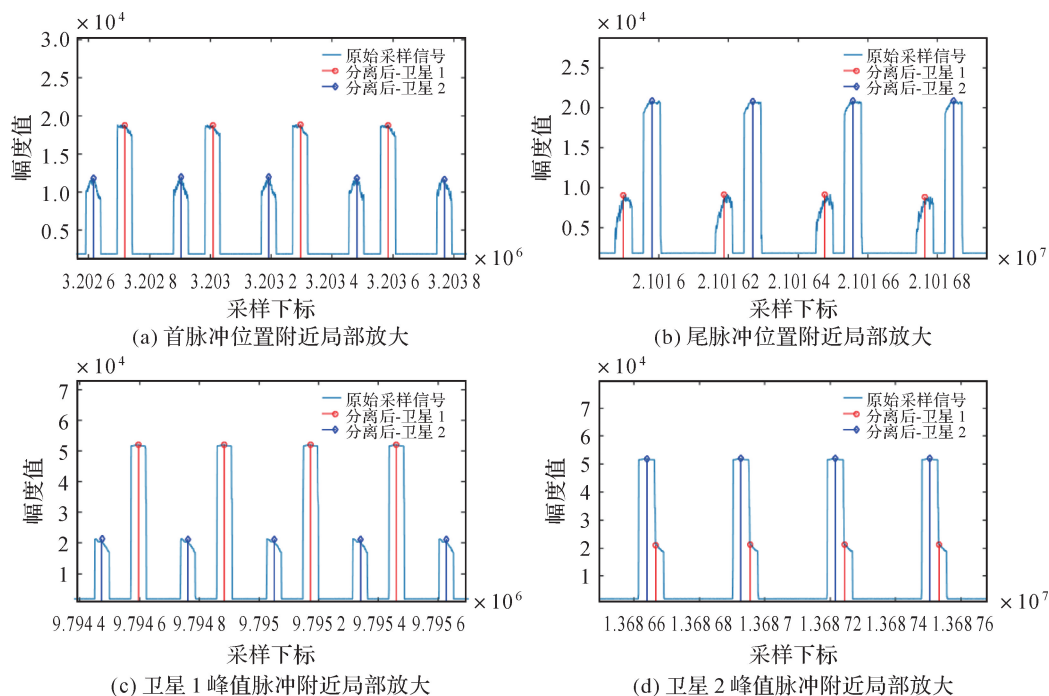 ×10⁴
3.0
2.5
2.0
1.5
1.0
0.5
幅度值
原始采样信号
分离后-卫星 1
分离后-卫星 2
3.202 6 3.202 8 3.203 3.203 2 3.203 4 3.203 6 3.203 8
×10⁶
采样下标
(a) 首脉冲位置附近局部放大
×10⁴
2.5
2.0
1.5
1.0
0.5
幅度值
原始采样信号
分离后-卫星 1
分离后-卫星 2
2.101 6 2.101 62 2.101 64 2.101 66 2.101 68
×10⁷
采样下标
(b) 尾脉冲位置附近局部放大
×10⁴
7
6
5
4
3
2
1
幅度值
原始采样信号
分离后-卫星 1
分离后-卫星 2
9.794 4 9.794 6 9.794 8 9.795 9.795 2 9.795 4 9.795 6
×10⁶
采样下标
(c) 卫星 1 峰值脉冲附近局部放大
×10⁴
7
6
5
4
3
2
1
幅度值
原始采样信号
分离后-卫星 1
分离后-卫星 2
1.368 66 1.368 68 1.368 7 1.368 72 1.368 74 1.368 76
×10⁷
采样下标
(d) 卫星 2 峰值脉冲附近局部放大